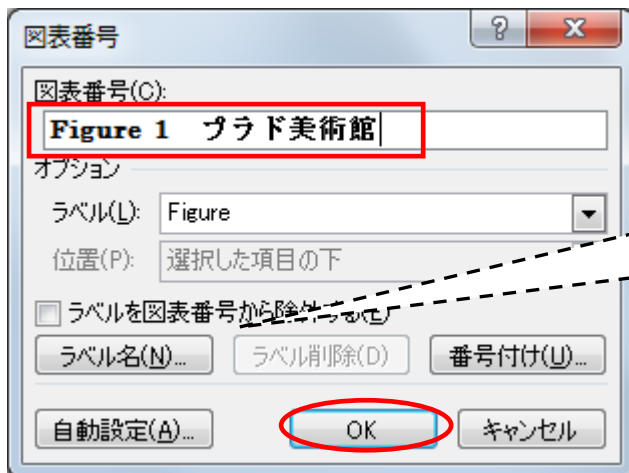 図表番号
図表番号(C):
Figure 1 プラド美術館
オプション
ラベル(L): Figure
位置(P): 選択した項目の下
ラベルを図表番号から除外する(E)
ラベル名(N)... ラベル削除(D) 番号付け(U)...
自動設定(A)... OK キャンセル